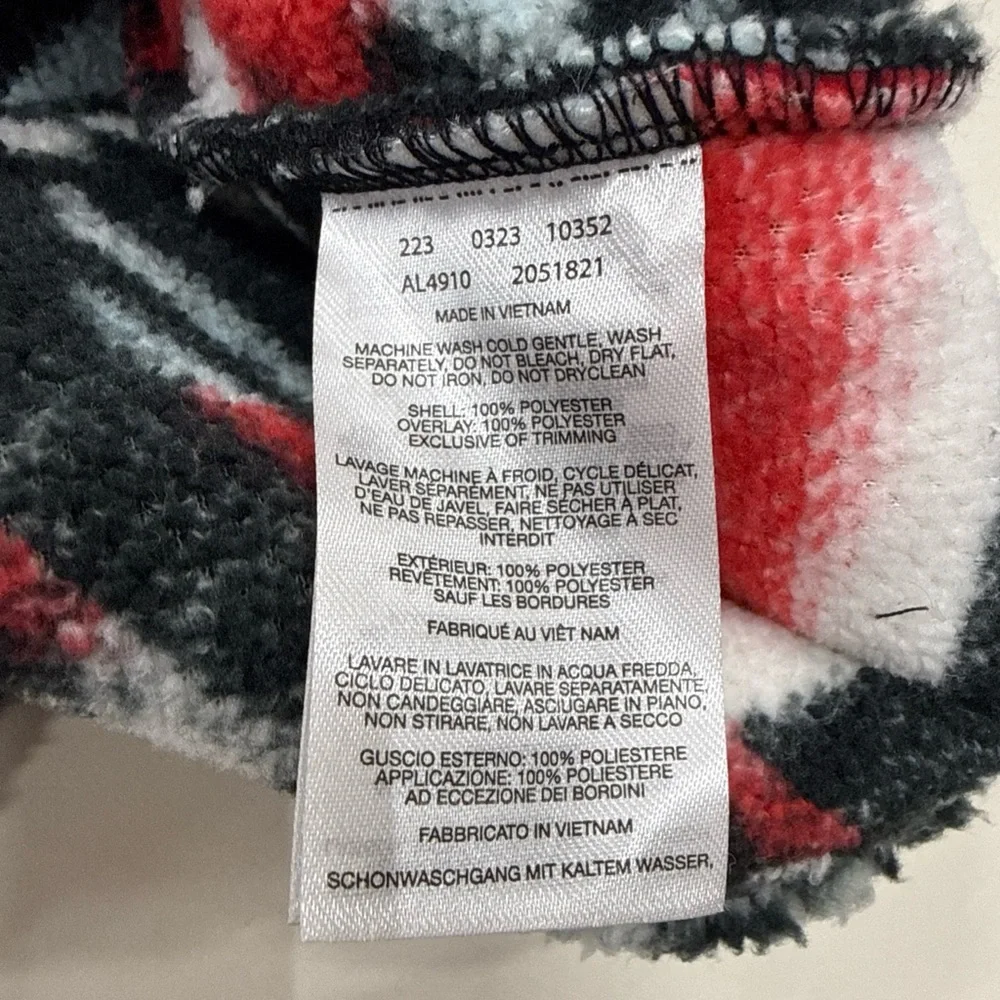 223 0323 10352
AL4910 2051821
MADE IN VIETNAM
MACHINE WASH COLD GENTLE, WASH
SEPARATELY, DO NOT BLEACH, DRY FLAT,
DO NOT IRON, DO NOT DRYCLEAN
SHELL: 100% POLYESTER
OVERLAY: 100% POLYESTER
EXCLUSIVE OF TRIMMING
LAVAGE MACHINE À FROID, CYCLE DÉLICAT,
LAVER SÉPARÉMENT, NE PAS UTILISER
D'EAU DE JAVEL, FAIRE SÉCHER À PLAT,
NE PAS REPASSER, NETTOYAGE À SEC
INTERDIT
EXTÉRIEUR: 100% POLYESTER
REVÊTEMENT: 100% POLYESTER
SAUF LES BORDURES
FABRIQUÉ AU VIÊT NAM
LAVARE IN LAVATRICE IN ACQUA FREDDA,
CICLO DELICATO, LAVARE SEPARATAMENTE,
NON CANDEGGIARE, ASCIUGARE IN PIANO,
NON STIRARE, NON LAVARE A SECCO
GUSCIO ESTERNO: 100% POLIESTERE
APPLICAZIONE: 100% POLIESTERE
AD ECCEZIONE DEI BORDINI
FABBRICATO IN VIETNAM
SCHONWASCHGANG MIT KALTEM WASSER,